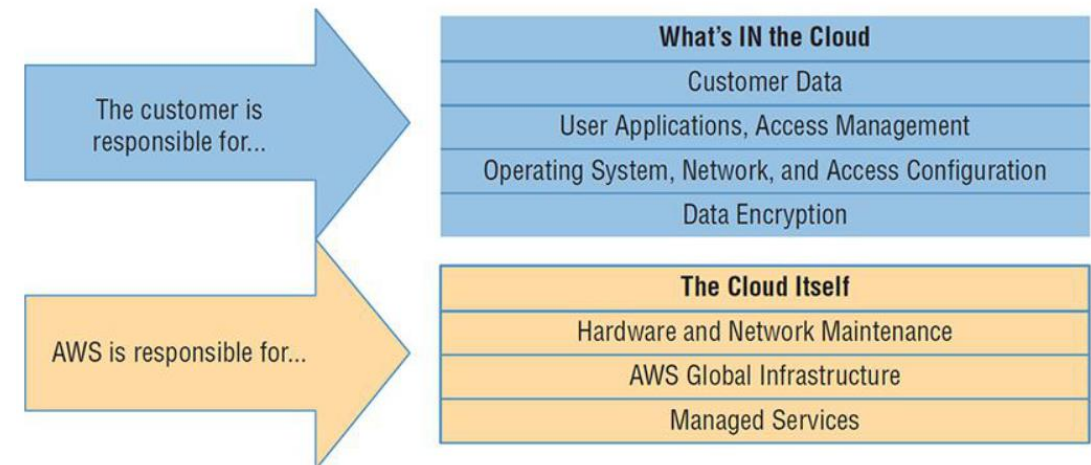 The customer is
responsible for...
What's IN the Cloud
Customer Data
User Applications, Access Management
Operating System, Network, and Access Configuration
Data Encryption
AWS is responsible for...
The Cloud Itself
Hardware and Network Maintenance
AWS Global Infrastructure
Managed Services